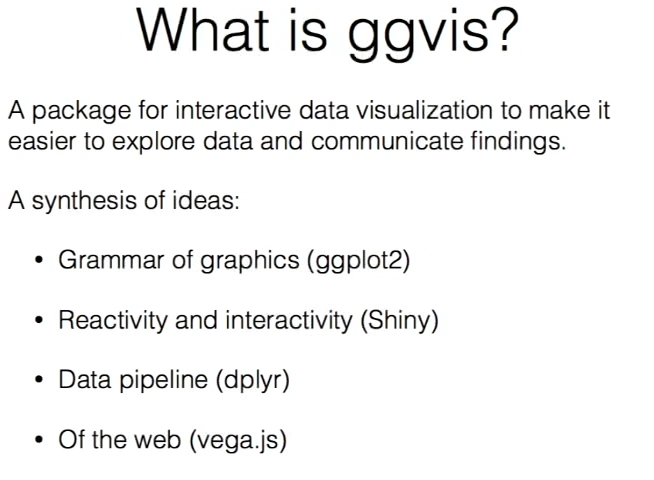 What is ggvis?
A package for interactive data visualization to make it
easier to explore data and communicate findings.
A synthesis of ideas:
• Grammar of graphics (ggplot2)
• Reactivity and interactivity (Shiny)
• Data pipeline (dplyr)
• Of the web (vega.js)